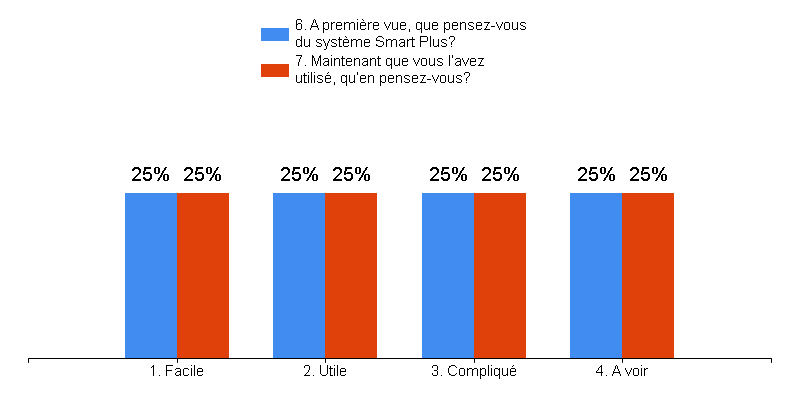 6. A première vue, que pensez-vous
du système Smart Plus?
7. Maintenant que vous l'avez
utilisé, qu'en pensez-vous?
25% 25% 25% 25% 25% 25% 25% 25%
1. Facile 2. Utile 3. Compliqué 4. A voir